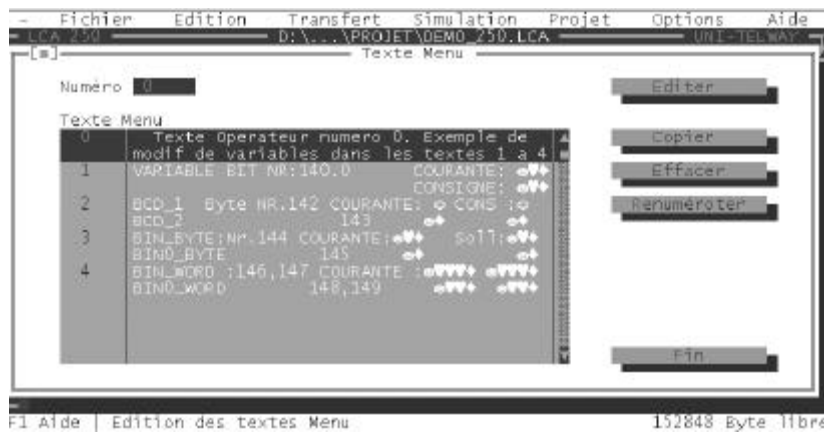 - Fichier Edition Transfert Simulation Projet Options Aide
LCA 250 D:\...\PROJET\DEMO_250.LCA UNI-TELWAY
Texte Menu
Numéro 0 Editer
Texte Menu
0 Texte Operateur numero 0. Exemple de Copier
modif de variables dans les textes 1 a 4
1 VARIABLE BIT NR:140.0 COURANTE: Effacer
CONSIGNE:
2 BCD_1 Byte NR.142 COURANTE: CONS : Renuméroter
BCD_2 143
3 BIN_BYTE:Nr.144 COURANTE: Soll:
BINO_BYTE 145
4 BIN_WORD :146,147 COURANTE :
BINO_WORD 148,149
Fin
F1 Aide | Edition des textes Menu 152848 Byte libre